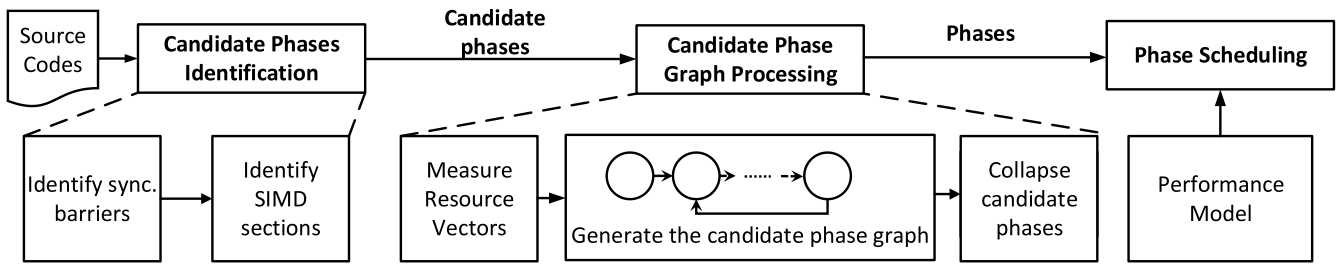 Source
Codes
Candidate Phases
Identification
Candidate
phases
Candidate Phase
Graph Processing
Phases
Phase Scheduling
Identify sync.
barriers
Identify
SIMD
sections
Measure
Resource
Vectors
......
Generate the candidate phase graph
Collapse
candidate
phases
Performance
Model